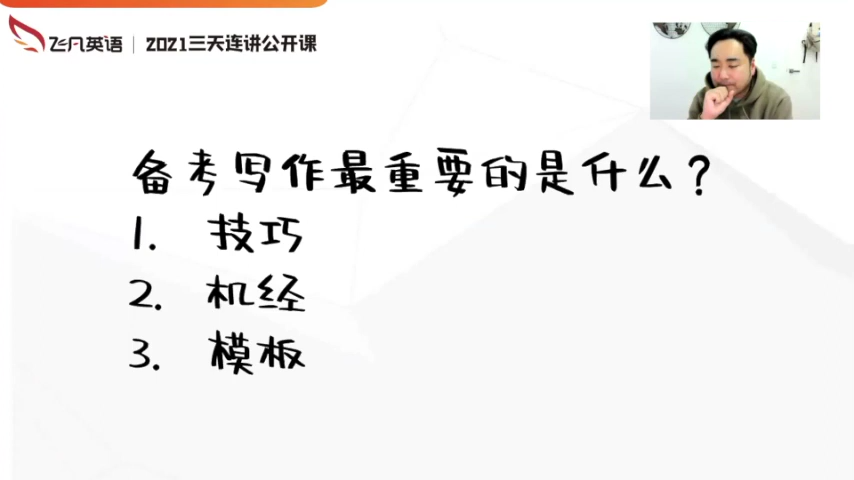 飞凡英语 | 2021三天连讲公开课
备考写作最重要的是什么？
1. 技巧
2. 机经
3. 模板